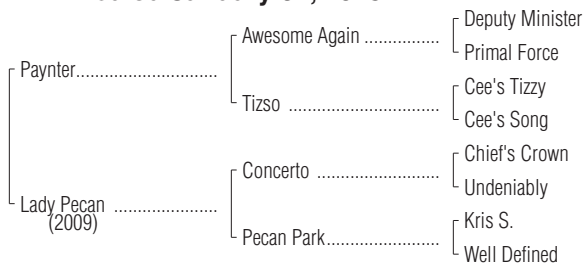 Deputy Minister
Awesome Again ..................
Primal Force
Paynter..................................
Cee's Tizzy
Tizso ....................................
Cee's Song
Chief's Crown
Concerto .............................
Undeniably
Lady Pecan .........................
(2009)
Kris S.
Pecan Park...........................
Well Defined